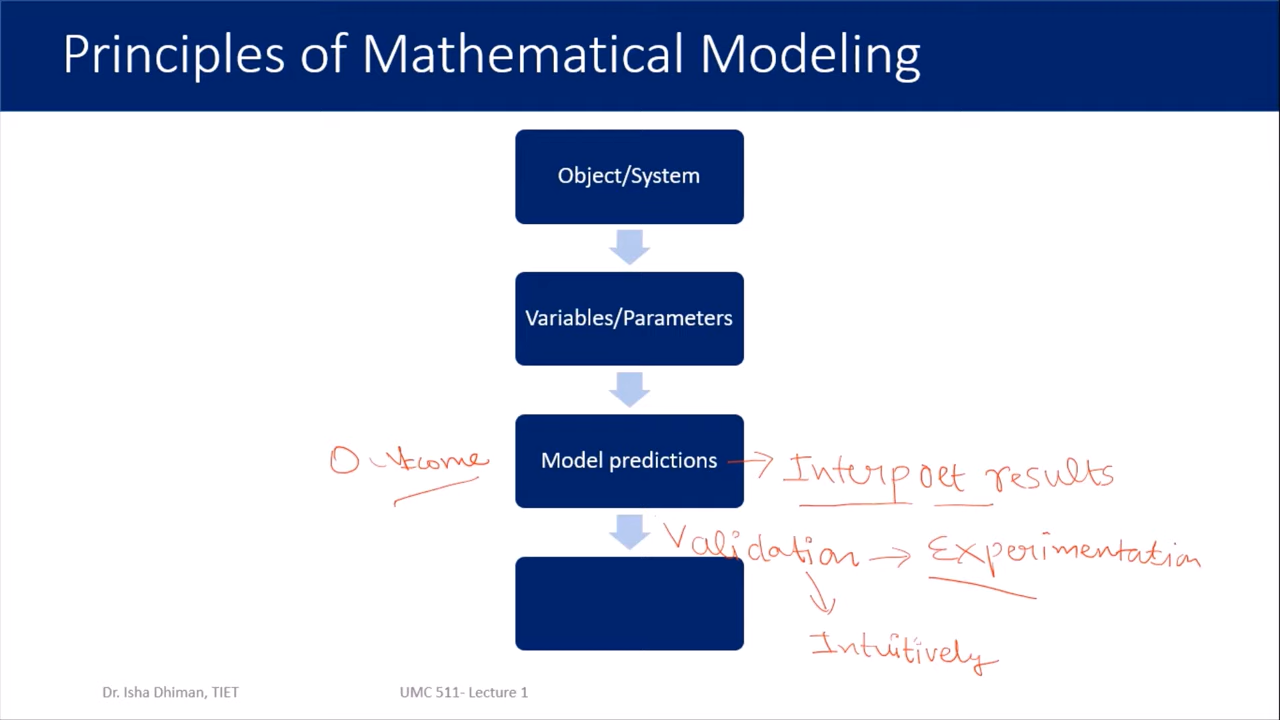 Principles of Mathematical Modeling
Object/System
Variables/Parameters
Outcome
Model predictions → Interpret results
Validation → Experimentation
Intuitively
Dr. Isha Dhiman, TIET
UMC 511- Lecture 1